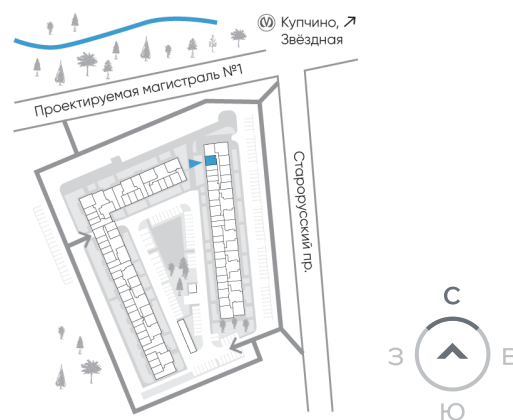 Купчино,
Звёздная
Проектируемая магистраль №1
Старорусский пр.
С
З
В
Ю